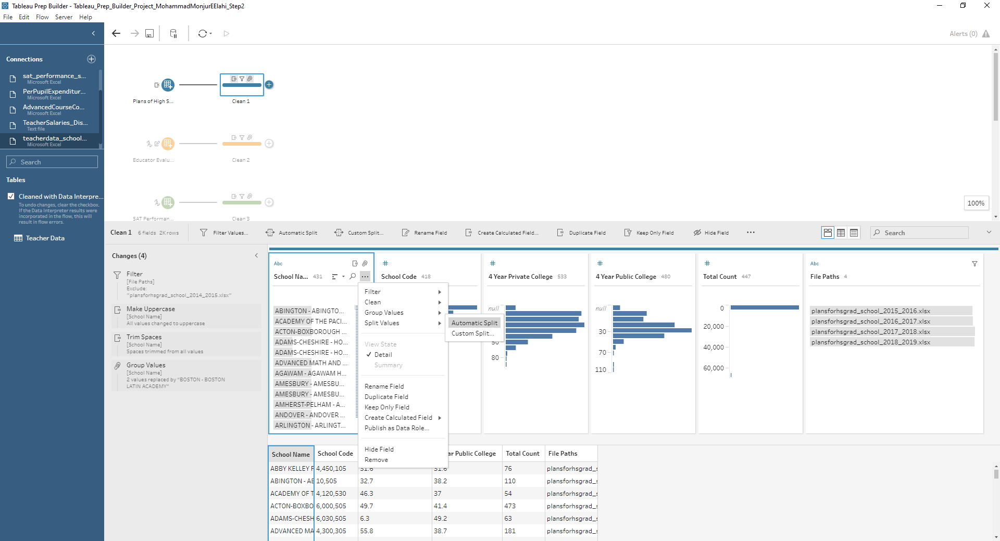 Tableau Prep Builder - Tableau_Prep_Builder_Project_MohammadMonjurEElahi_Step2
File Edit Flow Server Help
Alerts (0)
Connections
sat_performance_s...
Microsoft Excel
PerPupilExpenditur...
Microsoft Excel
AdvancedCourseCo...
Microsoft Excel
TeacherSalaries_Dis...
Text file
teacherdata_school...
Microsoft Excel
Search
Tables
Cleaned with Data Interpre...
To undo changes, clear the checkbox.
If the Data Interpreter results were
incorporated in the flow, this will
result in flow errors.
Teacher Data
Plans of High S...
Clean 1
Educator Evalu...
Clean 2
SAT Performan...
Clean 3
100%
Clean 1 6 fields 2K rows
Filter Values... Automatic Split Custom Split... Rename Field Create Calculated Field... Duplicate Field Keep Only Field Hide Field ...
Search
Changes (4)
Filter
[File Paths]
Exclude:
"plansforhsgrad_school_2014_2015.xlsx"
Make Uppercase
[School Name]
All values changed to uppercase
Trim Spaces
[School Name]
Spaces trimmed from all values
Group Values
[School Name]
2 values replaced by "BOSTON - BOSTON
LATIN ACADEMY"
Abc
School Na... 431
ABINGTON - ABINGTO...
ACADEMY OF THE PACI...
ACTON-BOXBOROUGH ...
ADAMS-CHESHIRE - HO...
ADAMS-CHESHIRE - HO...
ADVANCED MATH AND ...
AGAWAM - AGAWAM H...
AMESBURY - AMESBU...
AMESBURY - AMESBU...
AMHERST-PELHAM - A...
ANDOVER - ANDOVER ...
ARLINGTON - ARLINGT...
#
School Code 418
#
4 Year Private College 533
null
50
80
#
4 Year Public College 480
null
30
70
110
#
Total Count 447
0
20,000
40,000
60,000
Abc
File Paths 4
plansforhsgrad_school_2015_2016.xlsx
plansforhsgrad_school_2016_2017.xlsx
plansforhsgrad_school_2017_2018.xlsx
plansforhsgrad_school_2018_2019.xlsx
Filter
Clean
Group Values
Split Values
Automatic Split
Custom Split...
View State
Detail
Summary
Rename Field
Duplicate Field
Keep Only Field
Create Calculated Field
Publish as Data Role...
Hide Field
Remove
School Name School Code ar Public College Total Count File Paths
ABBY KELLEY F 4,450,105 31.6 31.6 76 plansforhsgrad_s
ABINGTON - AB 10,505 32.7 38.2 110 plansforhsgrad_s
ACADEMY OF T 4,120,530 46.3 37 54 plansforhsgrad_s
ACTON-BOXBO 6,000,505 49.7 41.4 473 plansforhsgrad_s
ADAMS-CHESH 6,030,505 6.3 49.2 63 plansforhsgrad_s
ADVANCED MA 4,300,305 55.8 38.7 181 plansforhsgrad_s